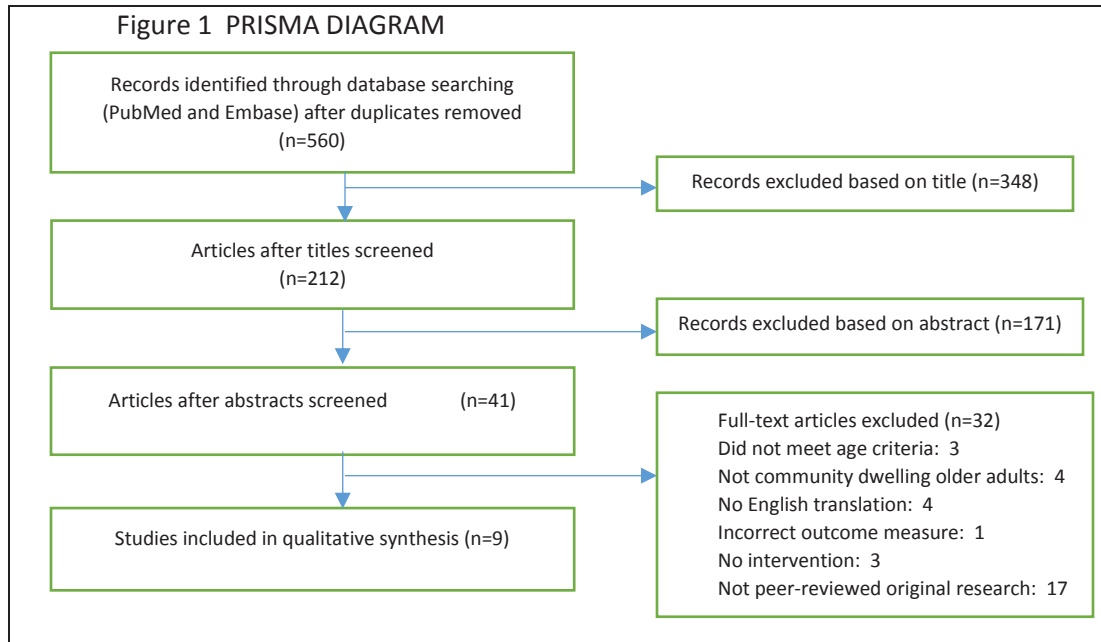 Figure 1 PRISMA DIAGRAM
Records identified through database searching
(PubMed and Embase) after duplicates removed
(n=560)
Records excluded based on title (n=348)
Articles after titles screened
(n=212)
Records excluded based on abstract (n=171)
Articles after abstracts screened (n=41)
Full-text articles excluded (n=32)
Did not meet age criteria: 3
Not community dwelling older adults: 4
No English translation: 4
Incorrect outcome measure: 1
No intervention: 3
Not peer-reviewed original research: 17
Studies included in qualitative synthesis (n=9)